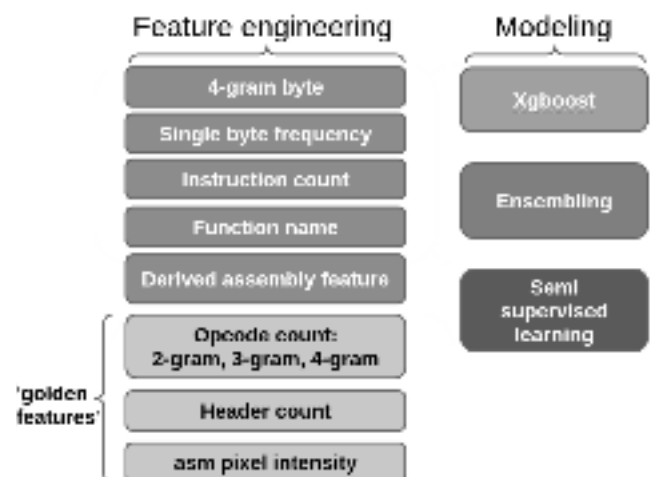 Feature engineering
Modeling
4-gram byte
Single byte frequency
Instruction count
Function name
Derived assembly feature
Opcode count:
2-gram, 3-gram, 4-gram
Header count
asm pixel intensity
'golden
features'
Xgboost
Ensembling
Semi
supervised
learning